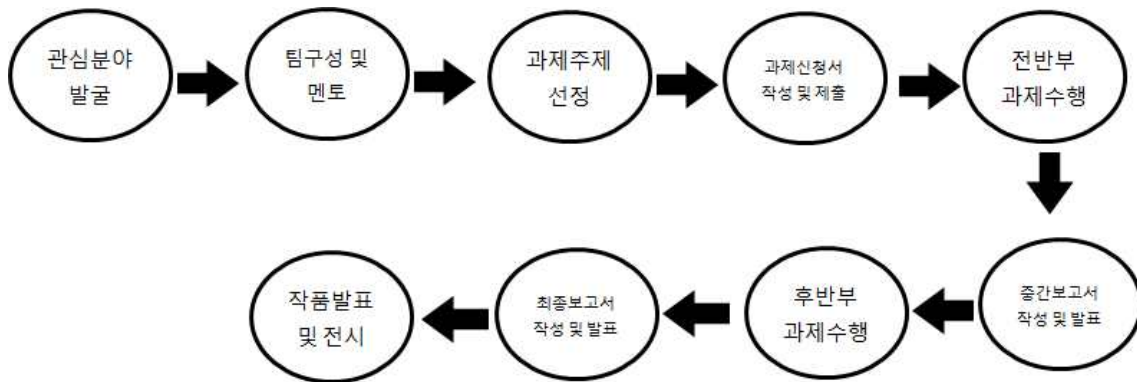 관심분야
발굴
팀구성 및
멘토
과제주제
선정
과제신청서
작성 및 제출
전반부
과제수행
중간보고서
작성 및 발표
후반부
과제수행
최종보고서
작성 및 발표
작품발표
및 전시